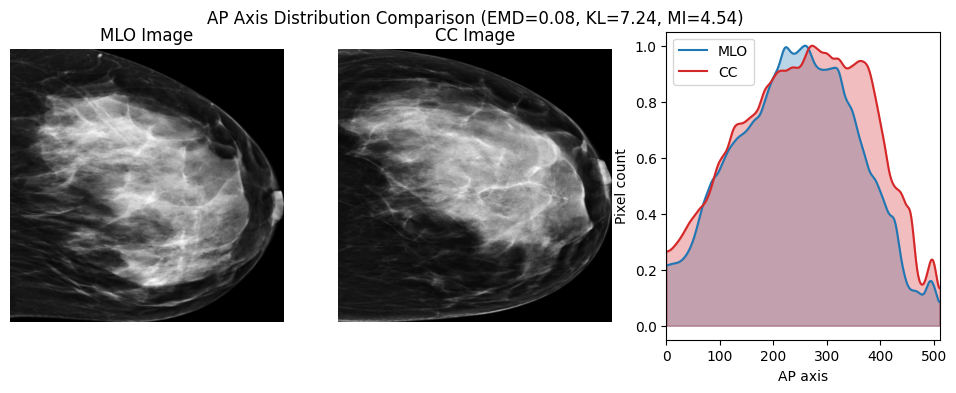 AP Axis Distribution Comparison (EMD=0.08, KL=7.24, MI=4.54)
MLO Image
CC Image
MLO
CC
Pixel count
1.0
0.8
0.6
0.4
0.2
0.0
0 100 200 300 400 500
AP axis